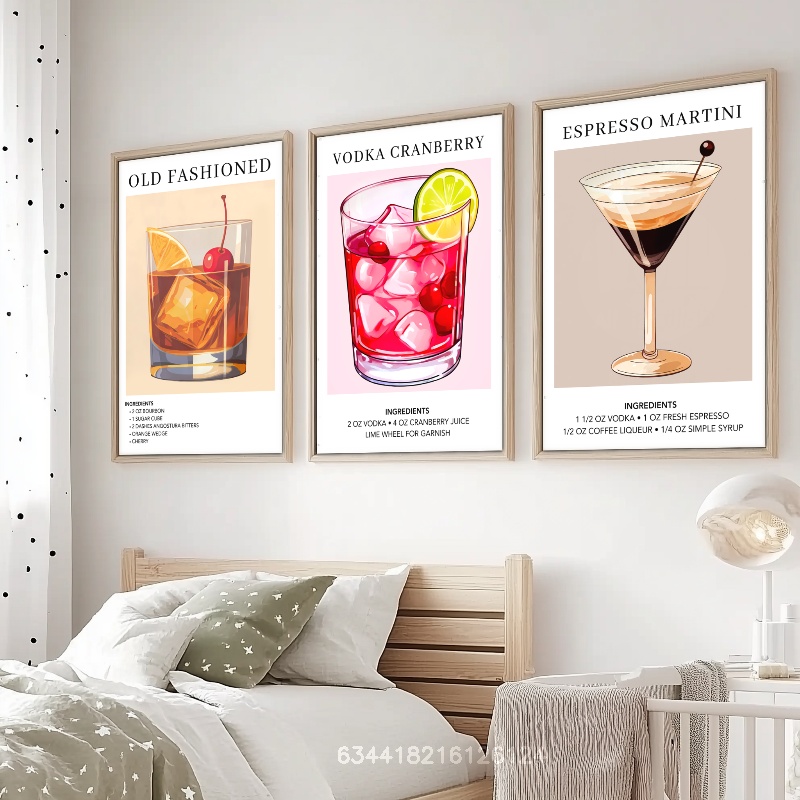 OLD FASHIONED
INGREDIENTS
- 2 OZ BOURBON
- 1 SUGAR CUBE
- 2 DASHES ANGOSTURA BITTERS
- ORANGE WEDGE
- CHERRY
VODKA CRANBERRY
INGREDIENTS
2 OZ VODKA • 4 OZ CRANBERRY JUICE
LIME WHEEL FOR GARNISH
ESPRESSO MARTINI
INGREDIENTS
1 1/2 OZ VODKA • 1 OZ FRESH ESPRESSO
1/2 OZ COFFEE LIQUEUR • 1/4 OZ SIMPLE SYRUP
634418216126124